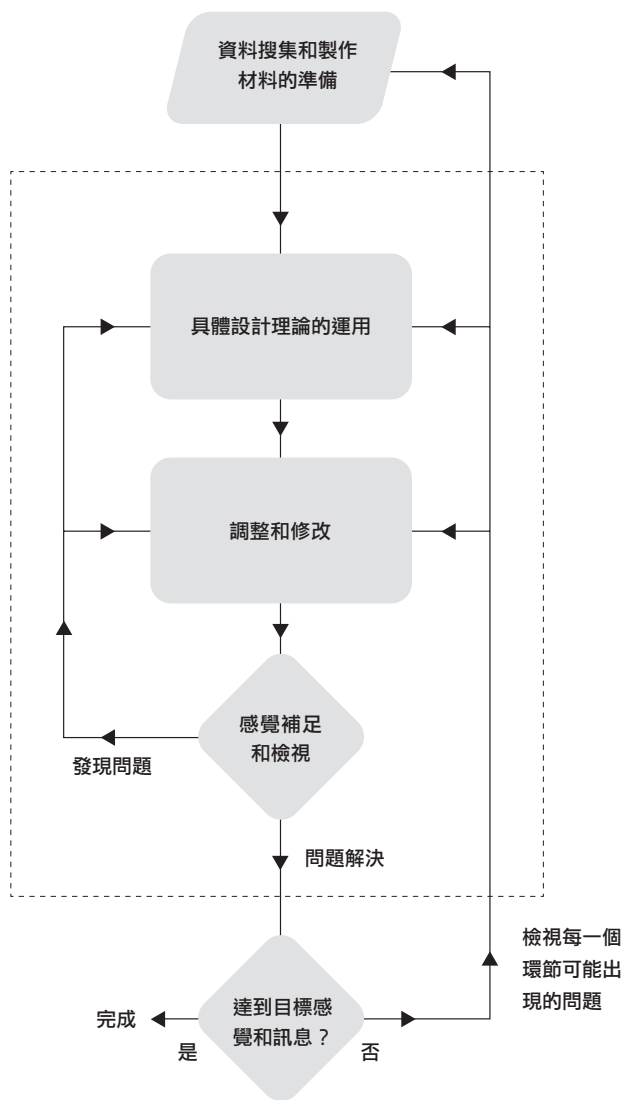 資料搜集和製作
材料的準備
具體設計理論的運用
調整和修改
感覺補足
和檢視
發現問題
問題解決
檢視每一個
環節可能出
現的問題
達到目標感
覺和訊息？
完成
是
否